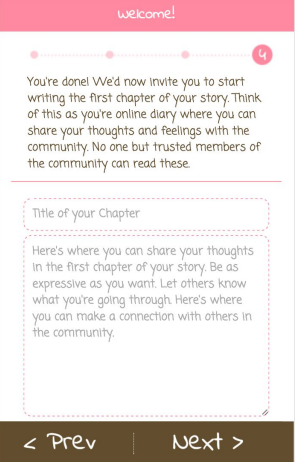 welcome!
4
You're done! We'd now invite you to start
writing the first chapter of your story. Think
of this as you're online diary where you can
share your thoughts and feelings with the
community. No one but trusted members of
the community can read these.
Title of your Chapter
Here's where you can share your thoughts
in the first chapter of your story. Be as
expressive as you want. Let others know
what you're going through. Here's where
you can make a connection with others in
the community.
< Prev
Next >